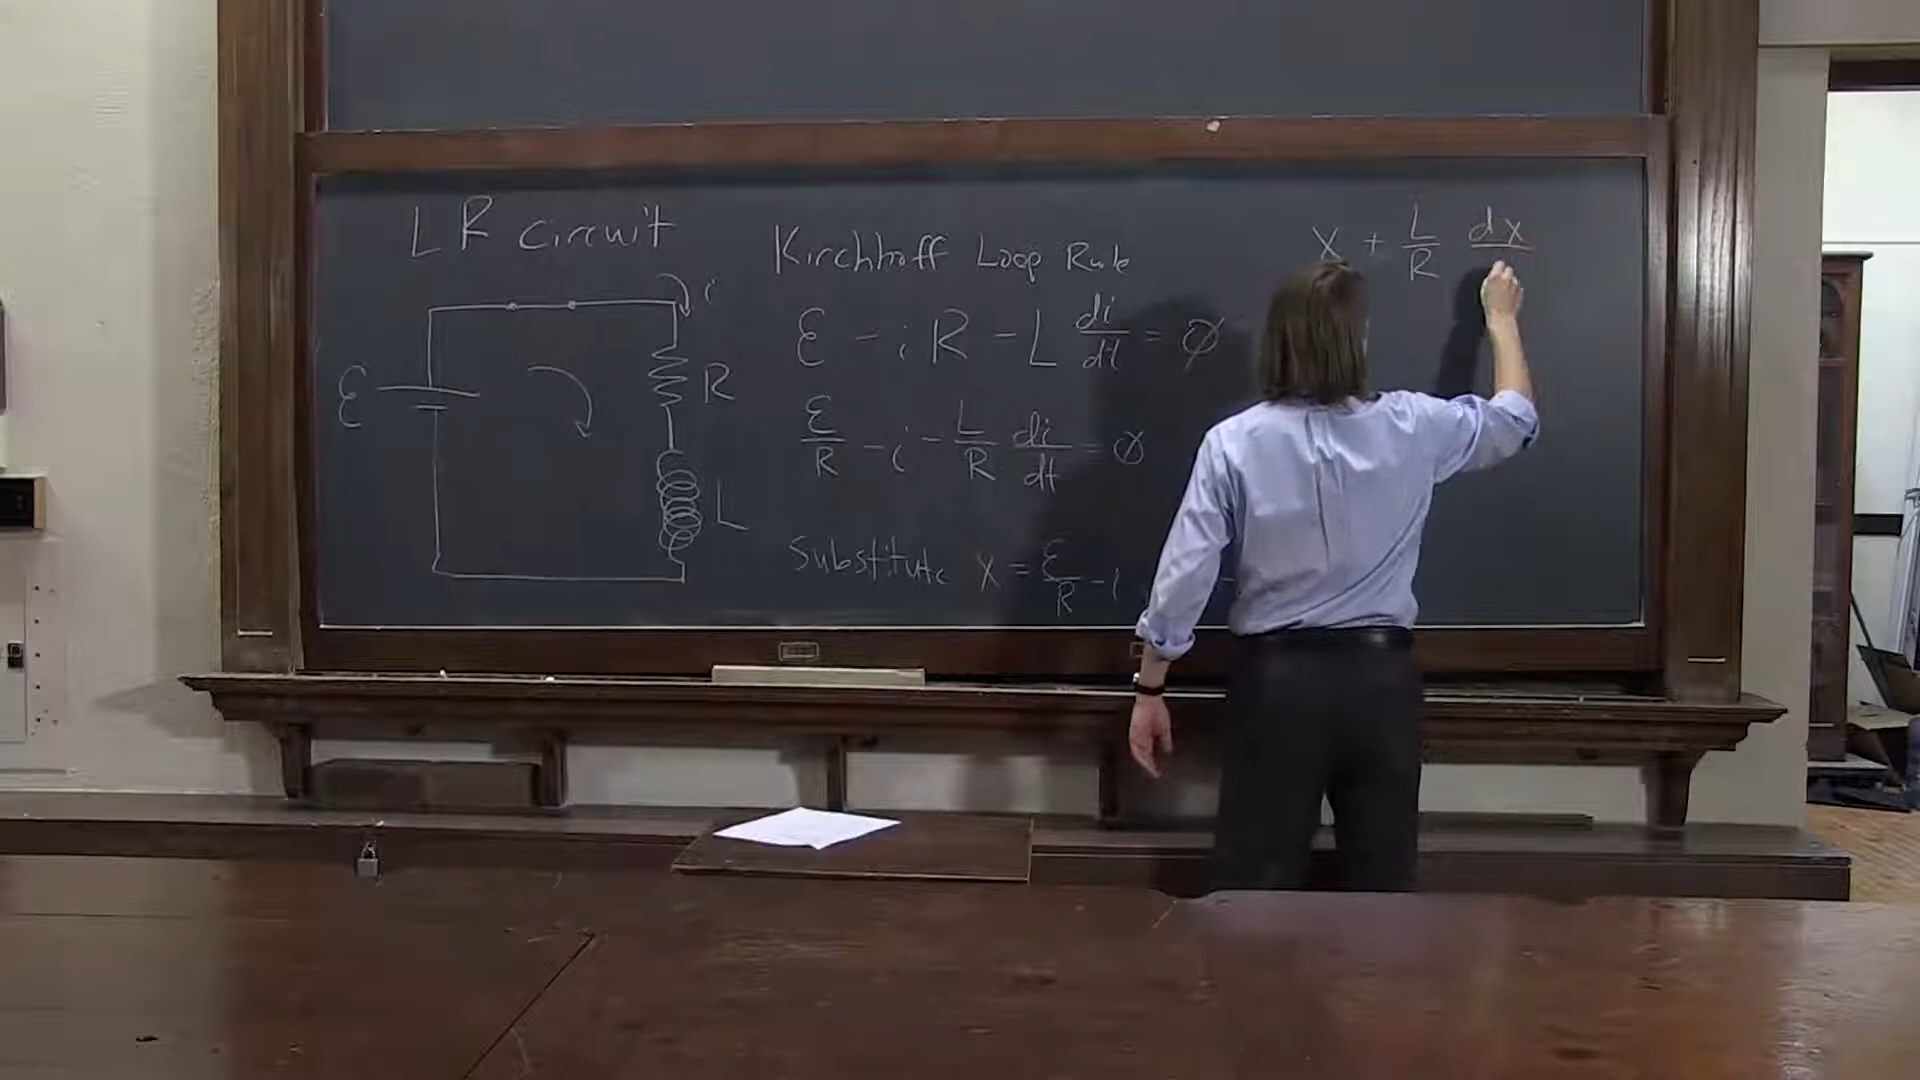 LR circuit
i
ℰ
R
L
Kirchhoff Loop Rule
ℰ - iR - L di/dt = ∅
ℰ/R - i - L/R di/dt = ∅
Substitute x = ℰ/R - i
x + L/R dx